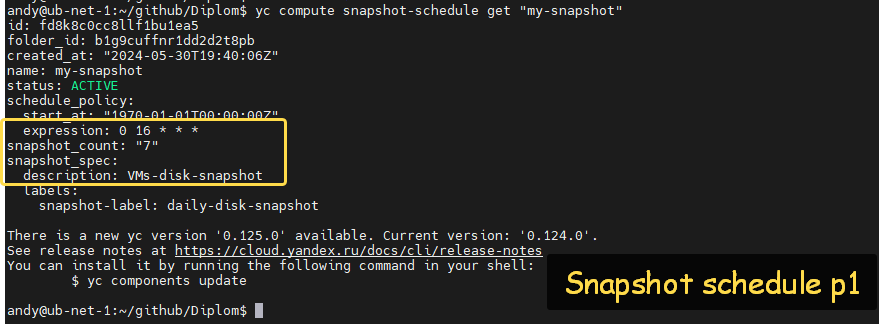 andy@ub-net-1:~/github/Diplom$ yc compute snapshot-schedule get "my-snapshot"
id: fd8k8c0cc8llf1bu1ea5
folder_id: b1g9cuffnr1dd2d2t8pb
created_at: "2024-05-30T19:40:06Z"
name: my-snapshot
status: ACTIVE
schedule_policy:
  start_at: "1970-01-01T00:00:00Z"
  expression: 0 16 * * *
snapshot_count: "7"
snapshot_spec:
  description: VMs-disk-snapshot
  labels:
    snapshot-label: daily-disk-snapshot
There is a new yc version '0.125.0' available. Current version: '0.124.0'.
See release notes at https://cloud.yandex.ru/docs/cli/release-notes
You can install it by running the following command in your shell:
        $ yc components update
Snapshot schedule p1
andy@ub-net-1:~/github/Diplom$